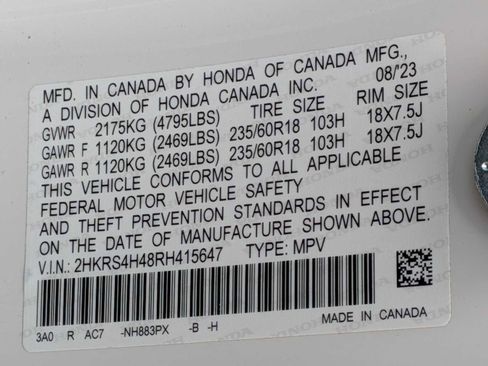 MFD. IN CANADA BY HONDA OF CANADA MFG.,
A DIVISION OF HONDA CANADA INC. 08/'23
GVWR 2175KG (4795LBS) TIRE SIZE RIM SIZE
GAWR F 1120KG (2469LBS) 235/60R18 103H 18X7.5J
GAWR R 1120KG (2469LBS) 235/60R18 103H 18X7.5J
THIS VEHICLE CONFORMS TO ALL APPLICABLE
FEDERAL MOTOR VEHICLE SAFETY
AND THEFT PREVENTION STANDARDS IN EFFECT
ON THE DATE OF MANUFACTURE SHOWN ABOVE.
V.I.N.: 2HKRS4H48RH415647 TYPE: MPV
3A0 R AC7 -NH883PX -B -H
MADE IN CANADA